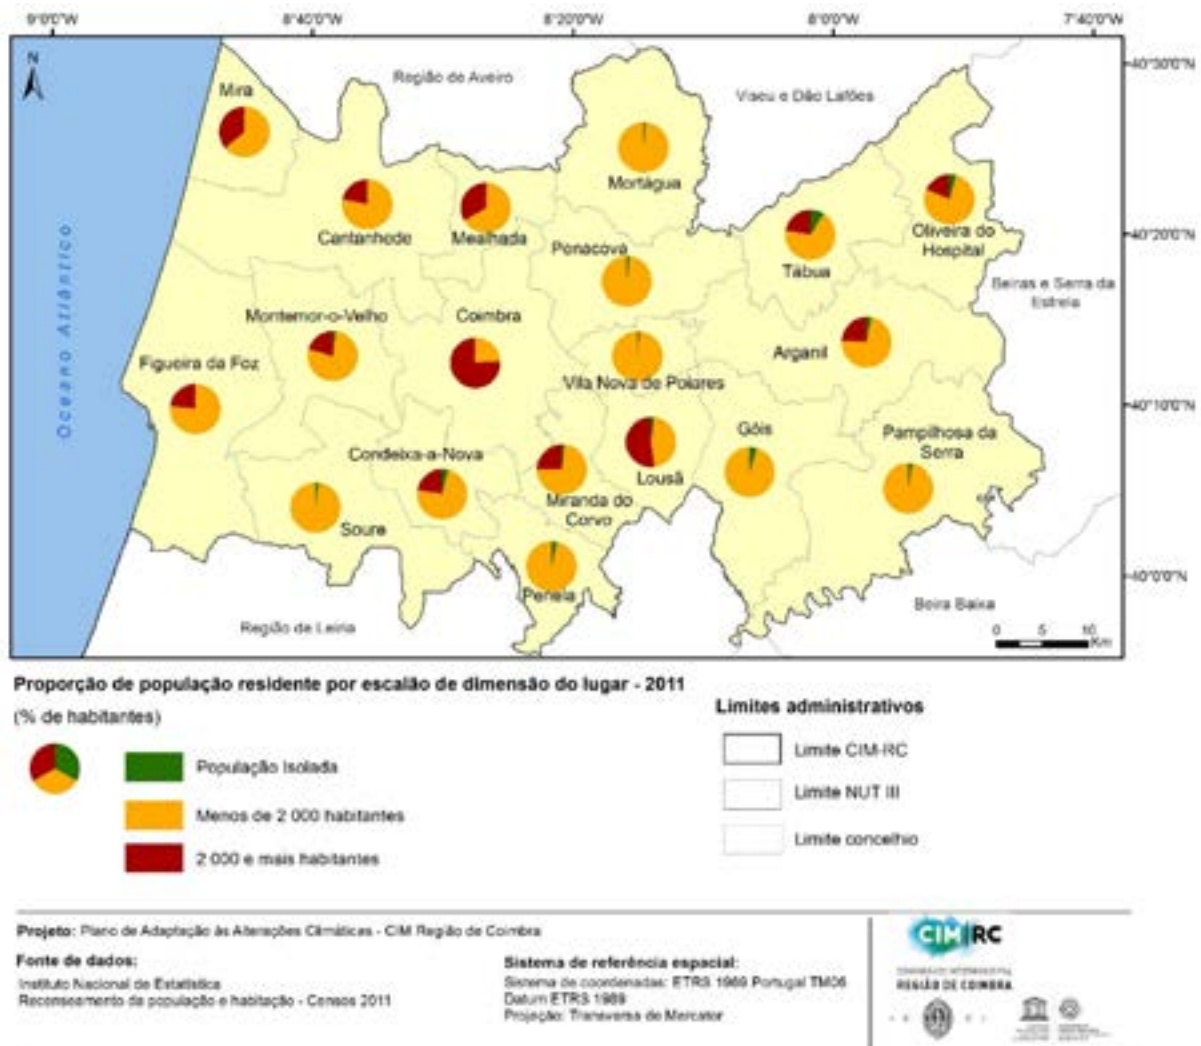 9°0'0"W 8°40'0"W 8°20'0"W 8°0'0"W 7°40'0"W
N
40°30'0"N
Região de Aveiro
Viseu e Dão Lafões
Mira
Mortágua
Cantanhede
Mealhada
Oliveira do
Hospital
40°20'0"N
Penacova
Tábua
Beiras e Serra da
Estrela
Oceano Atlântico
Montemor-o-Velho
Coimbra
Arganil
Figueira da Foz
Vila Nova de Poiares
40°10'0"N
Góis
Pampilhosa da
Serra
Condeixa-a-Nova
Lousã
Miranda do
Corvo
Soure
40°0'0"N
Penela
Beira Baixa
Região de Leiria
0 5 10
Km
Proporção de população residente por escalão de dimensão do lugar - 2011
(% de habitantes)
População Isolada
Menos de 2 000 habitantes
2 000 e mais habitantes
Limites administrativos
Limite CIM-RC
Limite NUT III
Limite concelhio
Projeto: Plano de Adaptação às Alterações Climáticas - CIM Região de Coimbra
Fonte de dados:
Instituto Nacional de Estatística
Recenseamento da população e habitação - Censos 2011
Sistema de referência espacial:
Sistema de coordenadas: ETRS 1989 Portugal TM06
Datum ETRS 1989
Projeção: Transversa de Mercator
CIM RC
REGIÃO DE COIMBRA